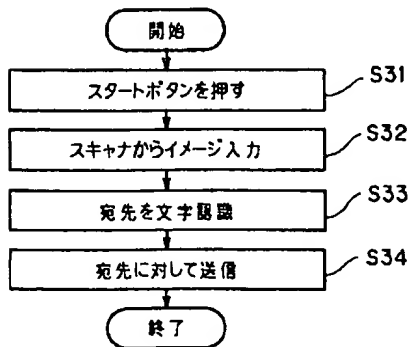 開始
スタートボタンを押す
S31
スキャナからイメージ入力
S32
宛先を文字認識
S33
宛先に対して送信
S34
終了